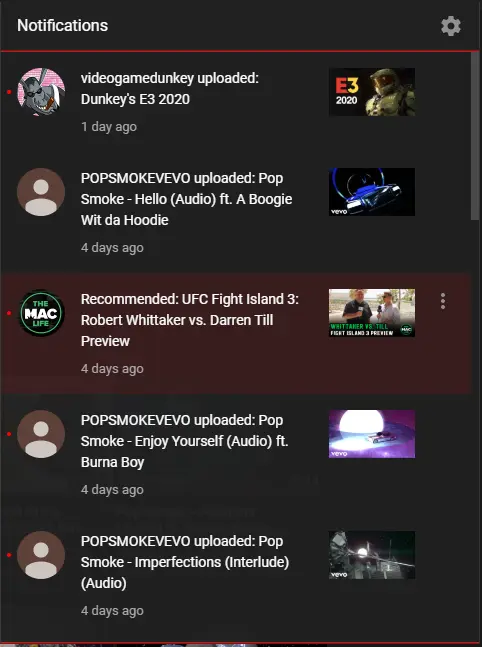 Notifications
videogamedunkey uploaded:
Dunkey's E3 2020
1 day ago
E3
2020
POPSMOKEVEVO uploaded: Pop
Smoke - Hello (Audio) ft. A Boogie
Wit da Hoodie
4 days ago
vevo
THE
MAC
LIFE
Recommended: UFC Fight Island 3:
Robert Whittaker vs. Darren Till
Preview
4 days ago
WHITTAKER VS. TILL
FIGHT ISLAND 3 PREVIEW
MAC
POPSMOKEVEVO uploaded: Pop
Smoke - Enjoy Yourself (Audio) ft.
Burna Boy
4 days ago
vevo
POPSMOKEVEVO uploaded: Pop
Smoke - Imperfections (Interlude)
(Audio)
4 days ago
vevo